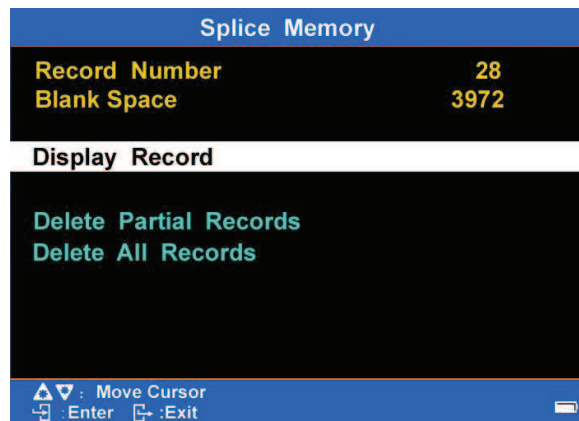 Splice Memory
Record Number 28
Blank Space 3972
Display Record
Delete Partial Records
Delete All Records
: Move Cursor
:Enter :Exit